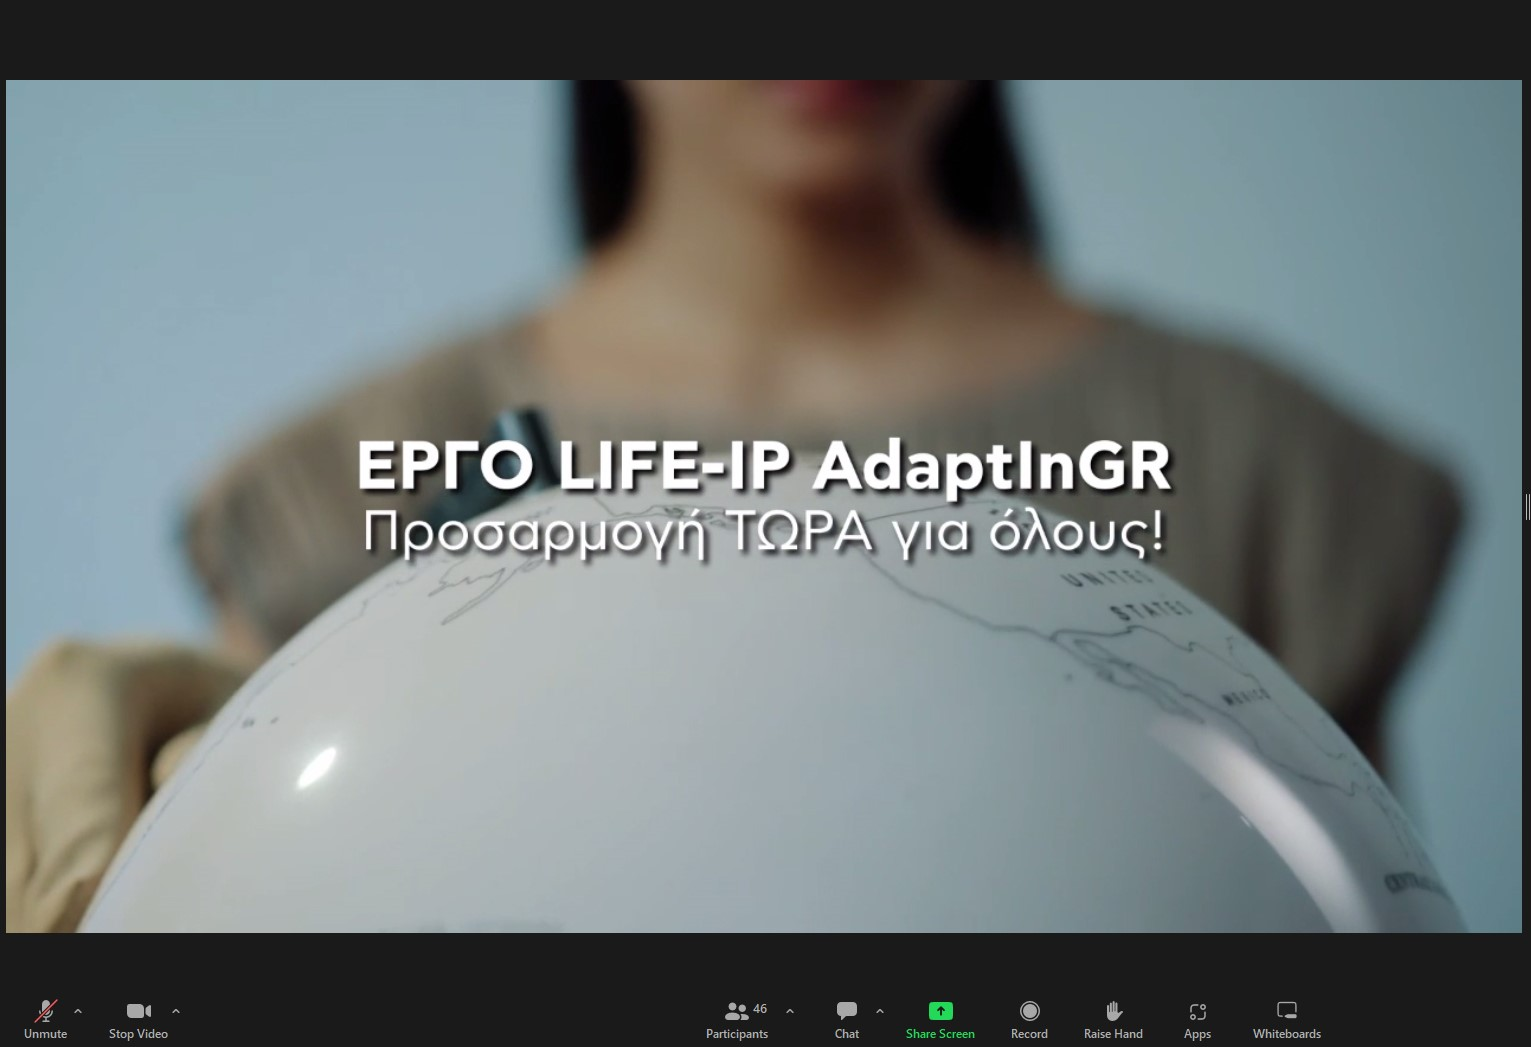 ΕΡΓΟ LIFE-IP AdaptInGR
Προσαρμογή ΤΩΡΑ για όλους!
UNITED
STATES
MEXICO
46
Unmute
Stop Video
Participants
Chat
Share Screen
Record
Raise Hand
Apps
Whiteboards